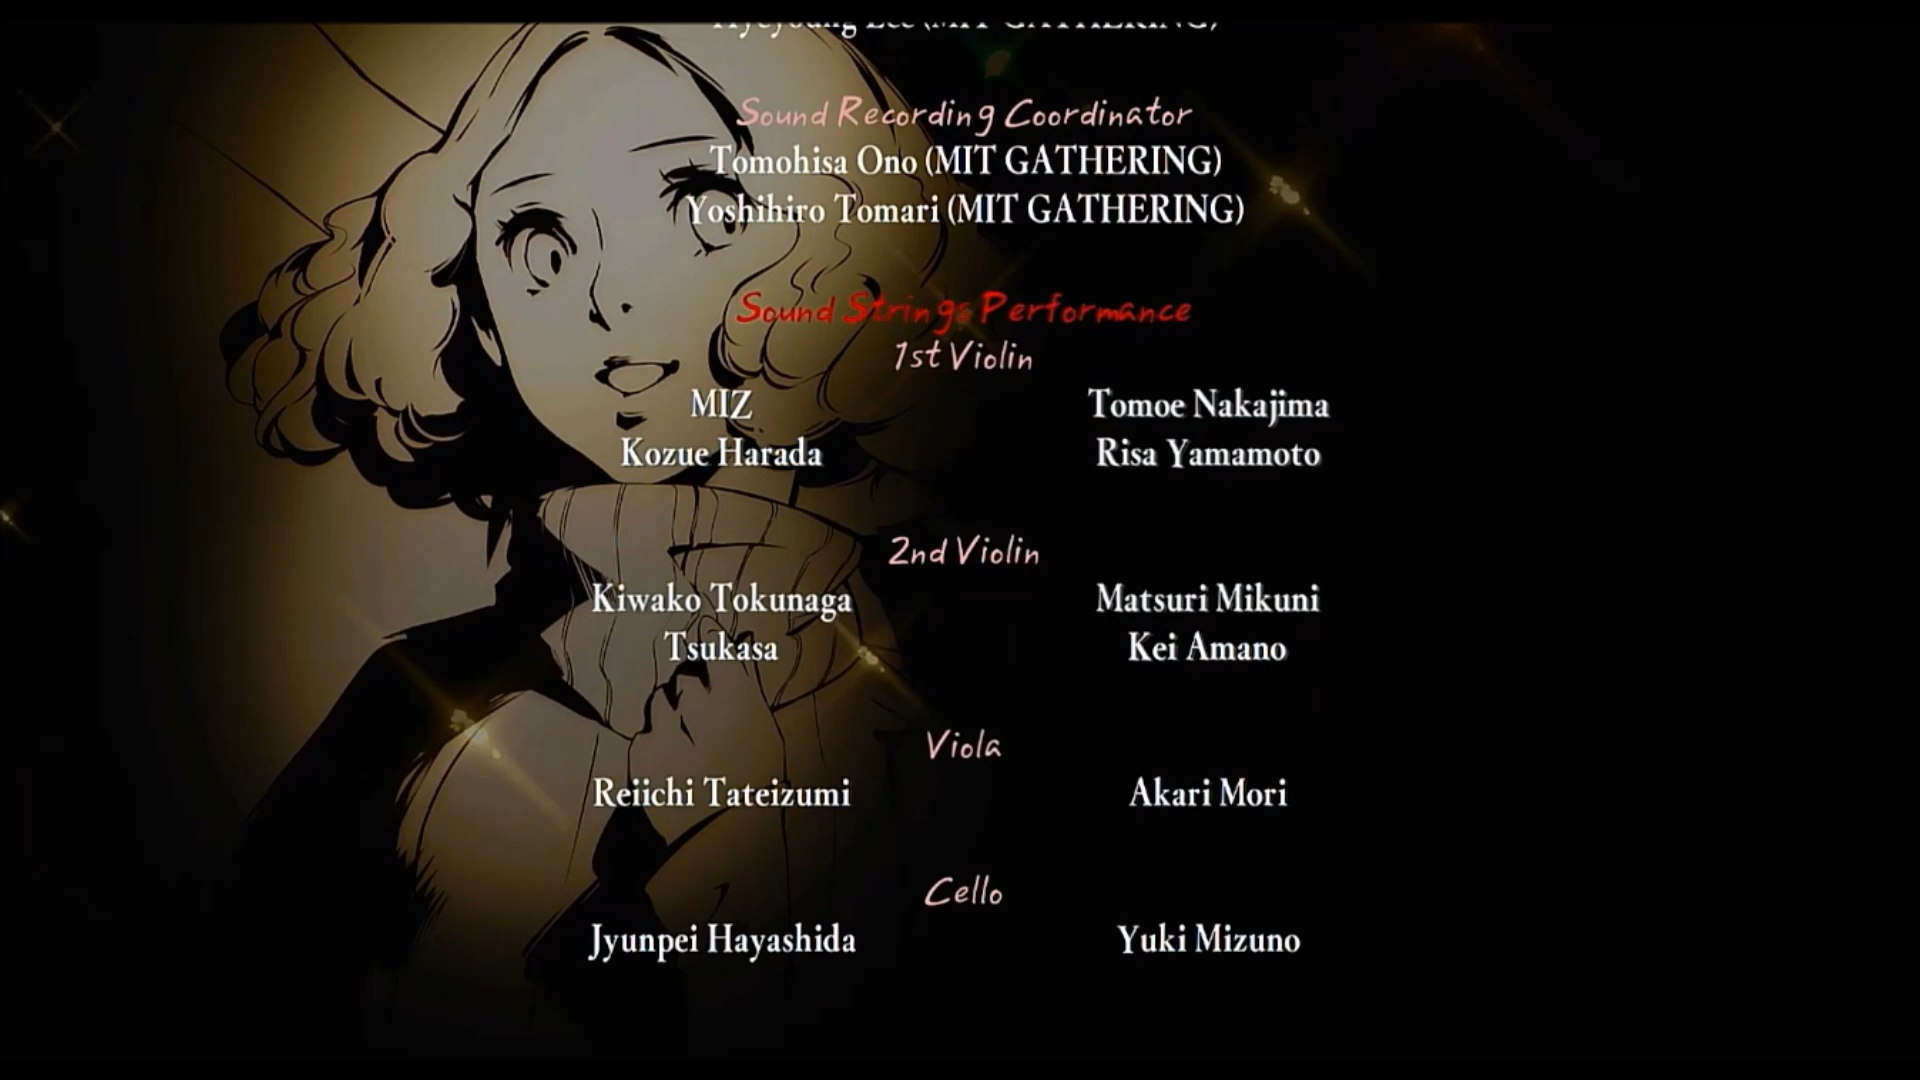 (MIT GATHERING)
Sound Recording Coordinator
Tomohisa Ono (MIT GATHERING)
Yoshihiro Tomari (MIT GATHERING)
Sound Strings Performance
1st Violin
MIZ Tomoe Nakajima
Kozue Harada Risa Yamamoto
2nd Violin
Kiwako Tokunaga Matsuri Mikuni
Tsukasa Kei Amano
Viola
Reiichi Tateizumi Akari Mori
Cello
Jyunpei Hayashida Yuki Mizuno